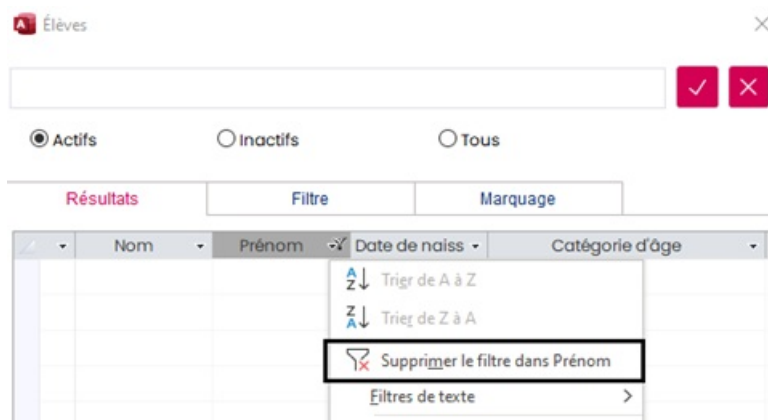 Élèves
Actifs Inactifs Tous
Résultats Filtre Marquage
Nom Prénom Date de naiss Catégorie d'âge
Trier de A à Z
Trier de Z à A
Supprimer le filtre dans Prénom
Filtres de texte